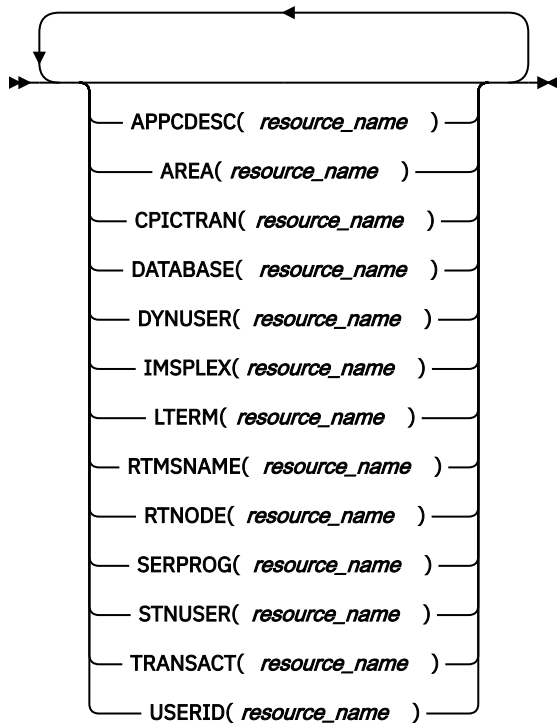 APPCDESC( resource_name )
AREA( resource_name )
CPICTRAN( resource_name )
DATABASE( resource_name )
DYNUSER( resource_name )
IMSPLEX( resource_name )
LTERM( resource_name )
RTMSNAME( resource_name )
RTNODE( resource_name )
SERPROG( resource_name )
STNUSER( resource_name )
TRANSACT( resource_name )
USERID( resource_name )